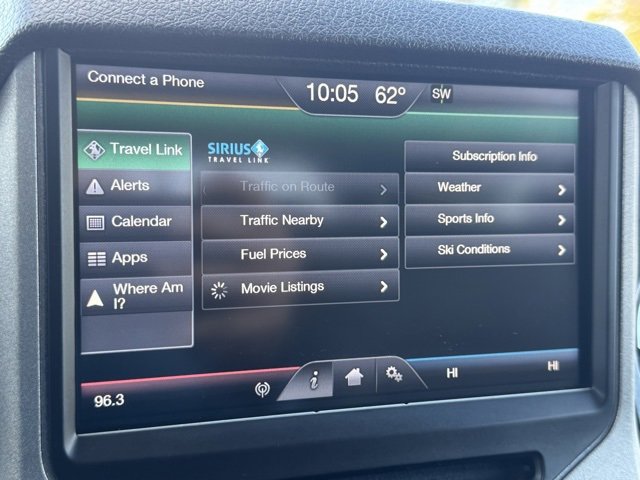 Connect a Phone
10:05 62° SW
Travel Link
Alerts
Calendar
Apps
Where Am
I?
SIRIUS
TRAVEL LINK
Traffic on Route
Traffic Nearby
Fuel Prices
Movie Listings
Subscription Info
Weather
Sports Info
Ski Conditions
96.3
i
HI
HI